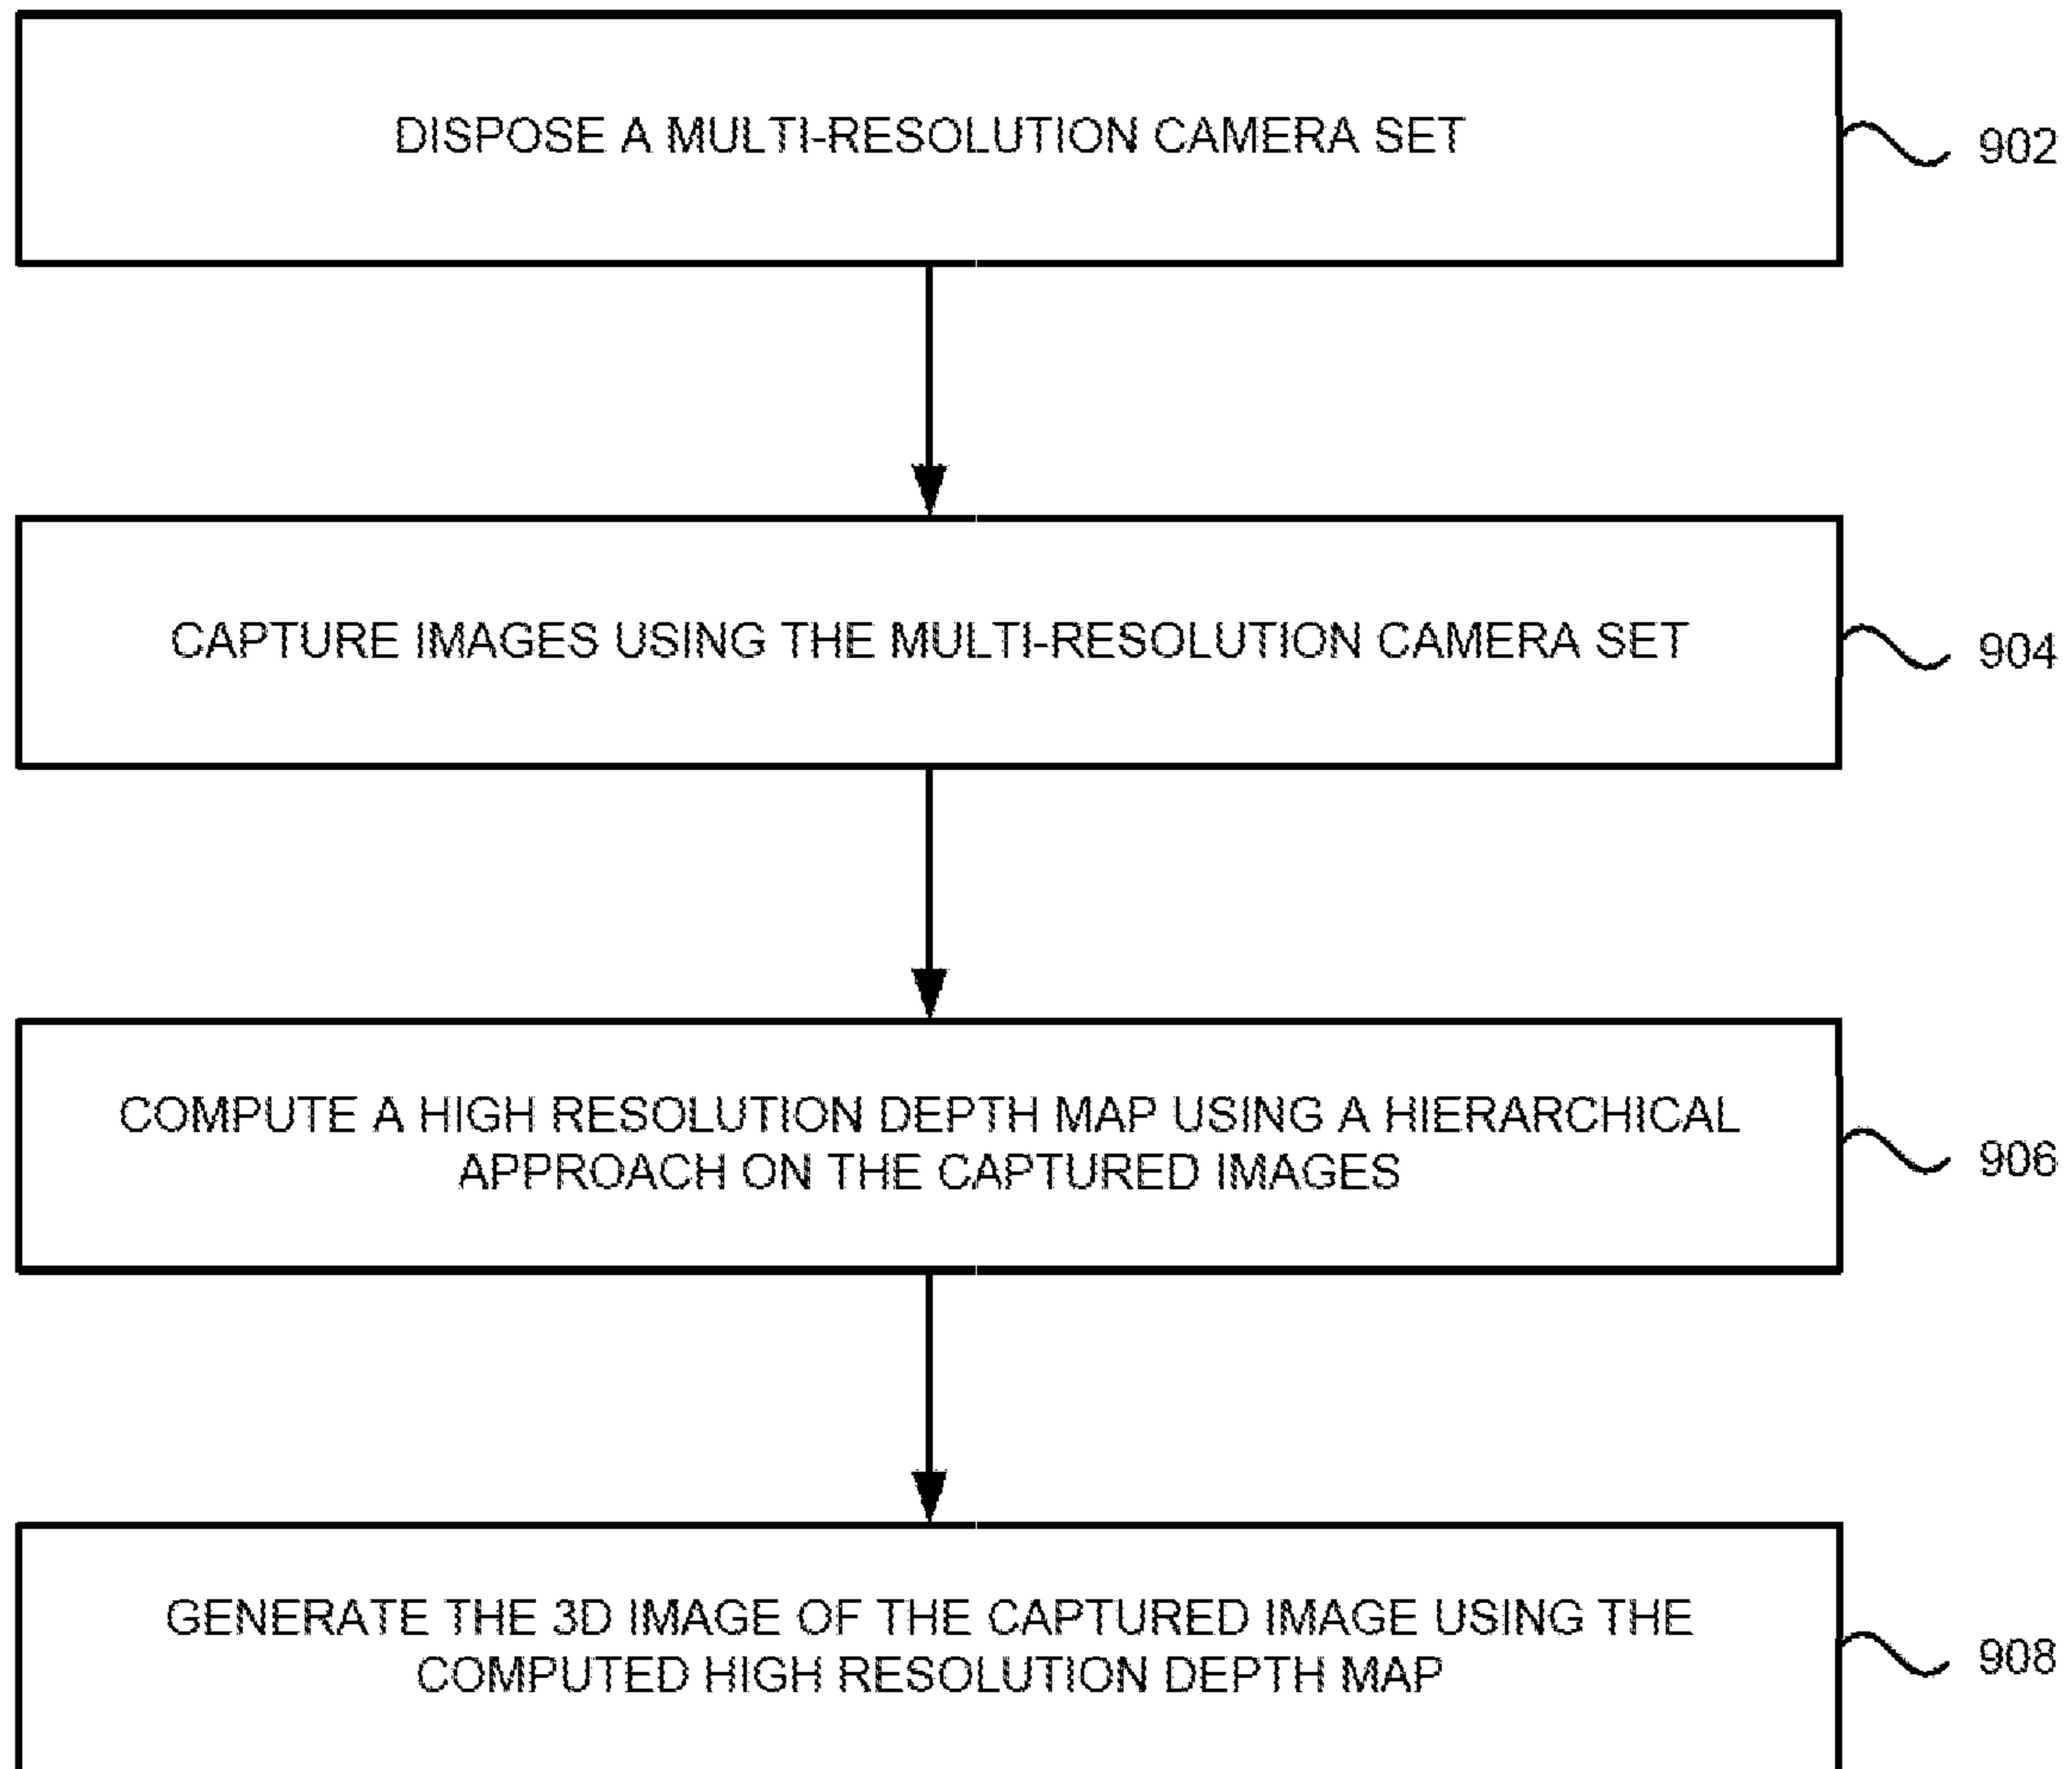 DISPOSE A MULTI-RESOLUTION CAMERA SET
902
CAPTURE IMAGES USING THE MULTI-RESOLUTION CAMERA SET
904
COMPUTE A HIGH RESOLUTION DEPTH MAP USING A HIERARCHICAL
APPROACH ON THE CAPTURED IMAGES
906
GENERATE THE 3D IMAGE OF THE CAPTURED IMAGE USING THE
COMPUTED HIGH RESOLUTION DEPTH MAP
908